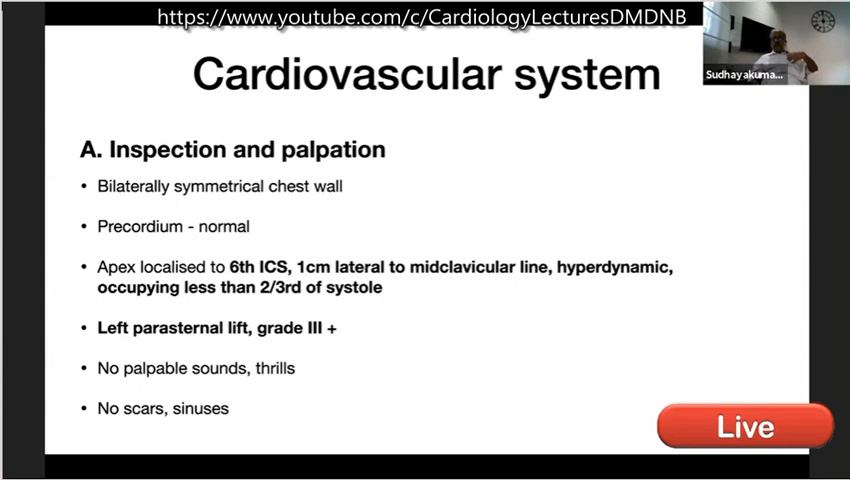 https://www.youtube.com/c/CardiologyLecturesDMDNB
Sudhayakuma...
Cardiovascular system
A. Inspection and palpation
• Bilaterally symmetrical chest wall
• Precordium - normal
• Apex localised to 6th ICS, 1cm lateral to midclavicular line, hyperdynamic,
occupying less than 2/3rd of systole
• Left parasternal lift, grade III +
• No palpable sounds, thrills
• No scars, sinuses
Live